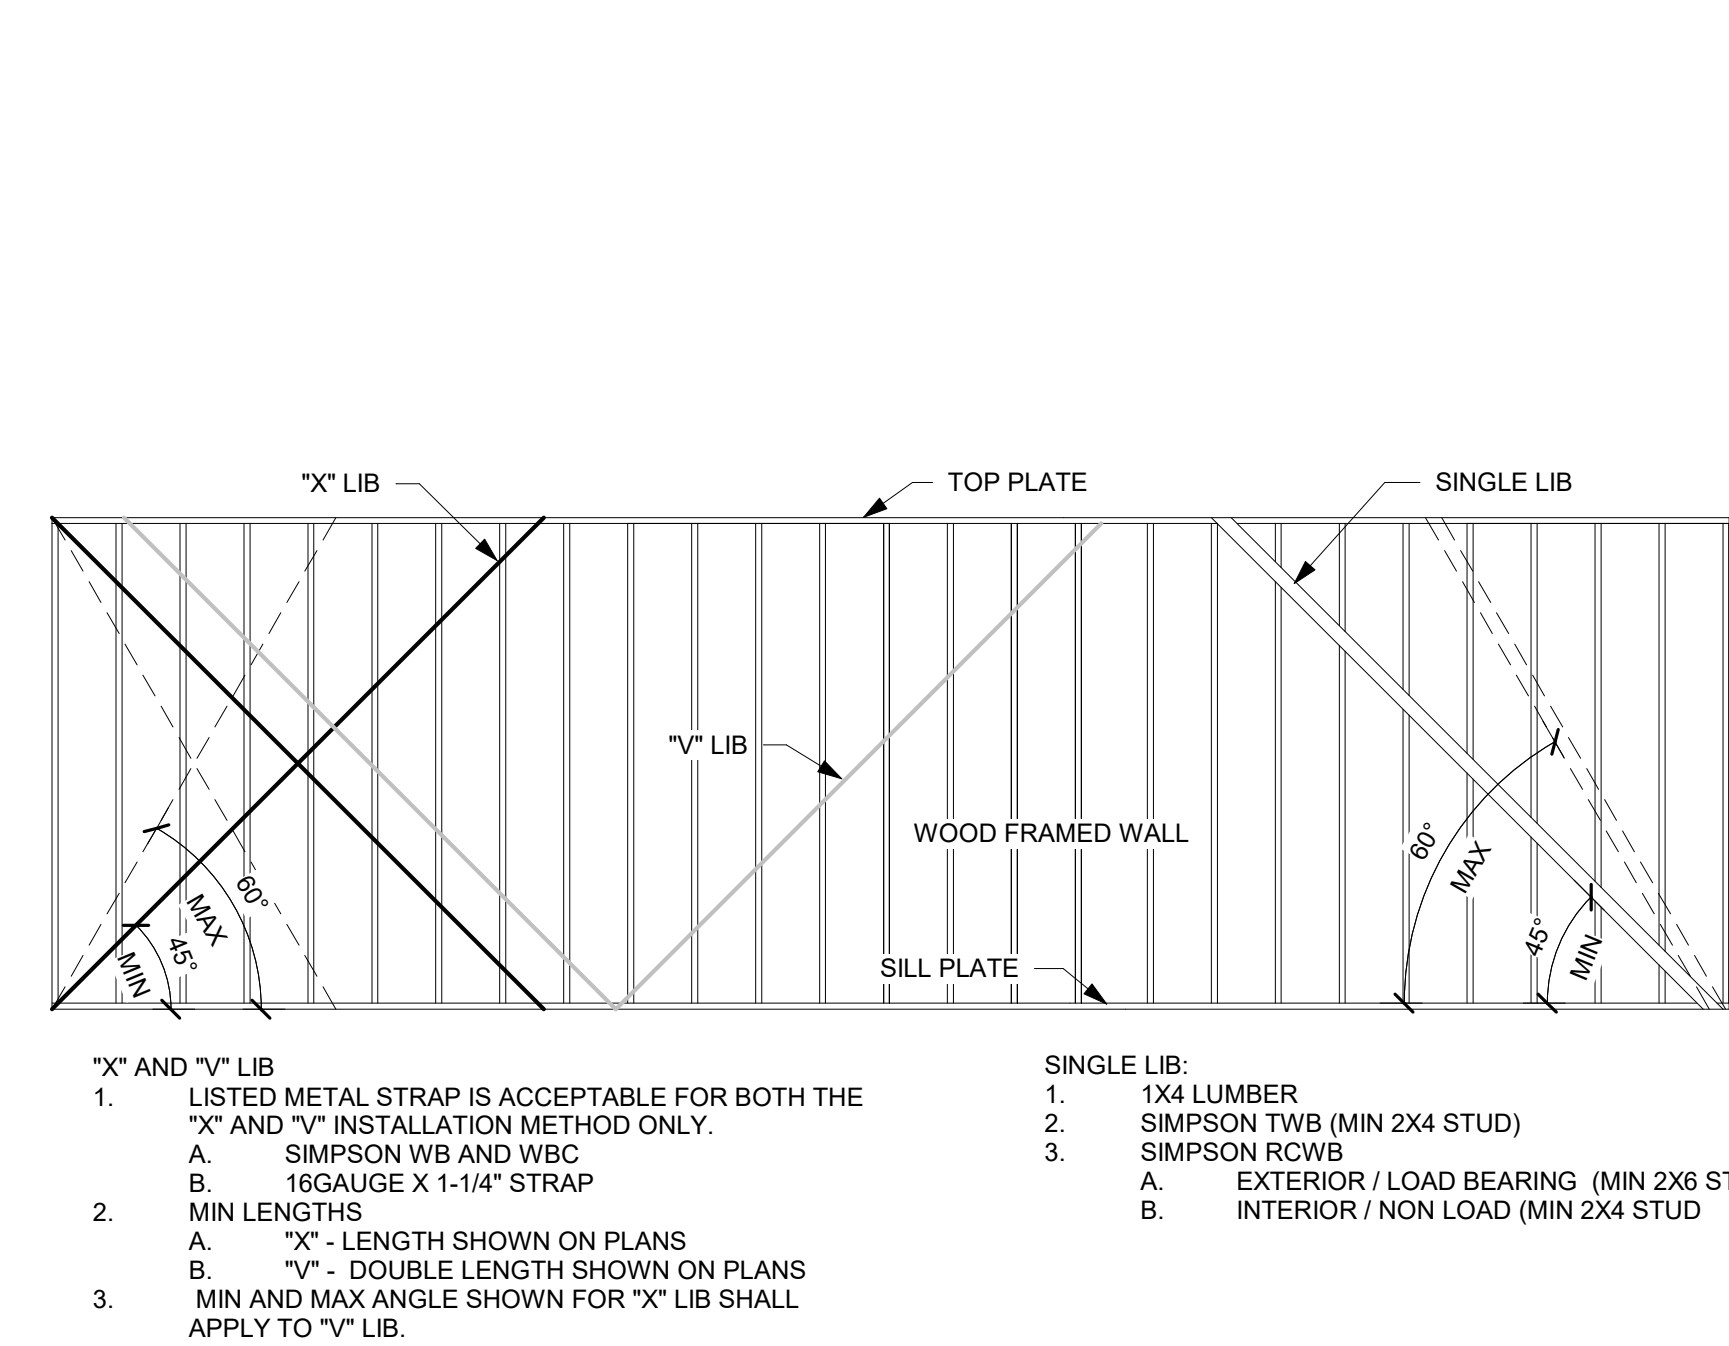 "X" LIB
TOP PLATE
SINGLE LIB
"V" LIB
WOOD FRAMED WALL
SILL PLATE
60°
MAX
45°
MIN
60°
MAX
45°
MIN
"X" AND "V" LIB
1. LISTED METAL STRAP IS ACCEPTABLE FOR BOTH THE
"X" AND "V" INSTALLATION METHOD ONLY.
A. SIMPSON WB AND WBC
B. 16GAUGE X 1-1/4" STRAP
2. MIN LENGTHS
A. "X" - LENGTH SHOWN ON PLANS
B. "V" - DOUBLE LENGTH SHOWN ON PLANS
3. MIN AND MAX ANGLE SHOWN FOR "X" LIB SHALL
APPLY TO "V" LIB.
SINGLE LIB:
1. 1X4 LUMBER
2. SIMPSON TWB (MIN 2X4 STUD)
3. SIMPSON RCWB
A. EXTERIOR / LOAD BEARING (MIN 2X6
B. INTERIOR / NON LOAD (MIN 2X4 STUD